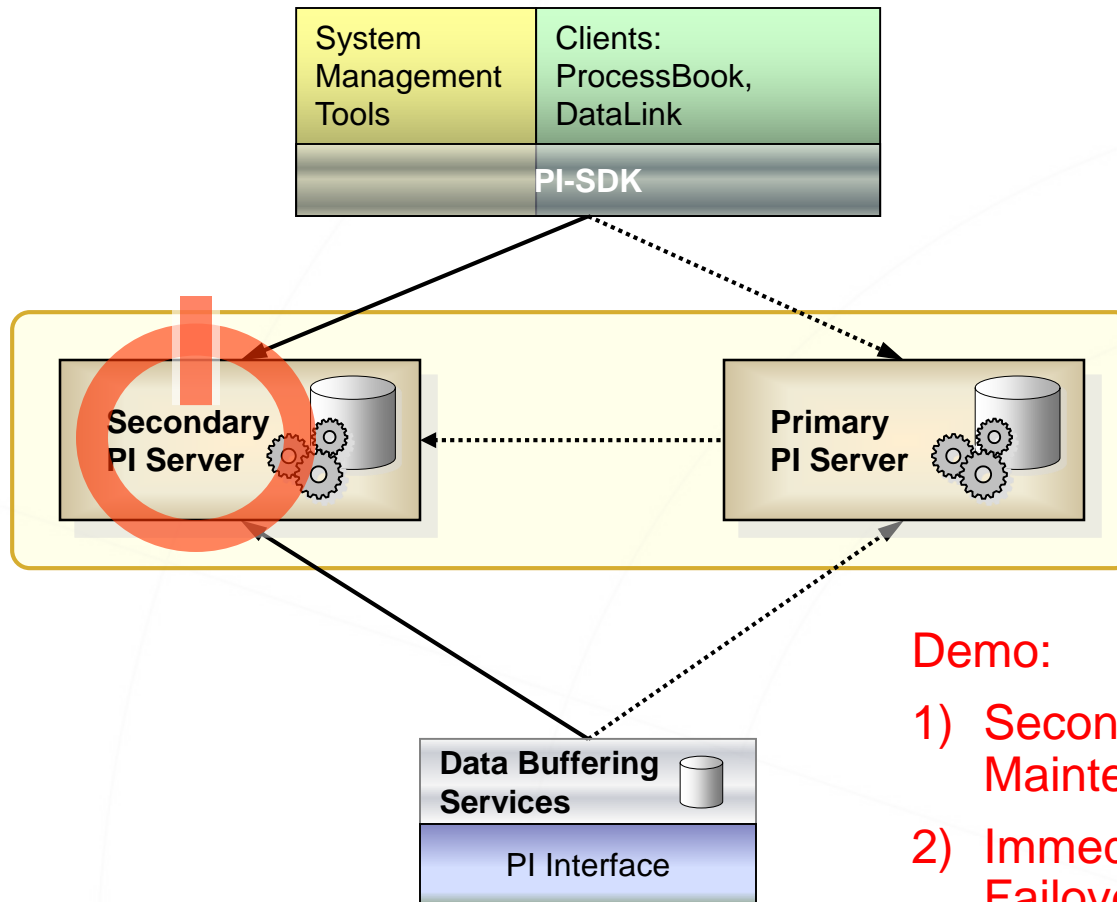 System
Management
Tools
Clients:
ProcessBook,
DataLink
PI-SDK
Secondary
PI Server
Primary
PI Server
Data Buffering
Services
PI Interface
Demo:
1)
2)